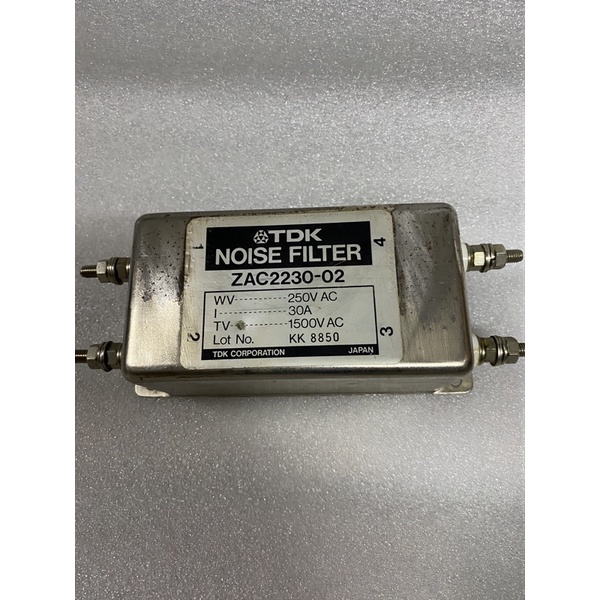 TDK
NOISE FILTER
ZAC2230-02
WV ---------- 250V AC
I ---------- 30A
TV ---------- 1500V AC
Lot No. KK 8850
TDK CORPORATION JAPAN
1
2
3
4